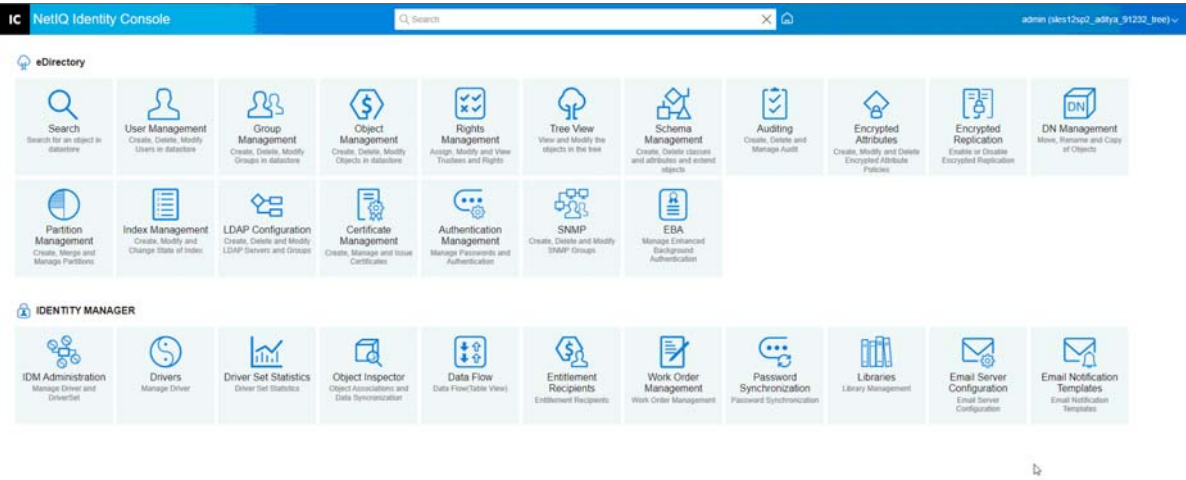 IC NetIQ Identity Console
Search
admin (sles12sp2_aditya_91232_tree)
eDirectory
Search
Search for an object in
datastore
User Management
Create, Delete, Modify
Users in datastore
Group
Management
Create, Delete, Modify
Groups in datastore
Object
Management
Create, Delete, Modify
Objects in datastore
Rights
Management
Assign, Modify and View
Trustees and Rights
Tree View
View and Modify the
objects in the tree
Schema
Management
Create, Delete classes
and attributes and extend
objects
Auditing
Create, Delete and
Manage Audit
Encrypted
Attributes
Create, Modify and Delete
Encrypted Attribute
Policies
Encrypted
Replication
Enable or Disable
Encrypted Replication
DN
DN Management
Move, Rename and Copy
of Objects
Partition
Management
Create, Merge and
Manage Partitions
Index Management
Create, Modify and
Change State of Index
LDAP Configuration
Create, Delete and Modify
LDAP Servers and Groups
Certificate
Management
Create, Manage and Issue
Certificates
Authentication
Management
Manage Passwords and
Authentication
SNMP
Create, Delete and Modify
SNMP Groups
EBA
Manage Enhanced
Background
Authentication
IDENTITY MANAGER
IDM Administration
Manage Driver and
DriverSet
Drivers
Manage Driver
Driver Set Statistics
Driver Set Statistics
Object Inspector
Object Associations and
Data Syncronization
Data Flow
Data Flow(Table View)
Entitlement
Recipients
Entitlement Recipients
Work Order
Management
Work Order Management
Password
Synchronization
Password Synchronization
Libraries
Library Management
Email Server
Configuration
Email Server
Configuration
Email Notification
Templates
Email Notification
Templates